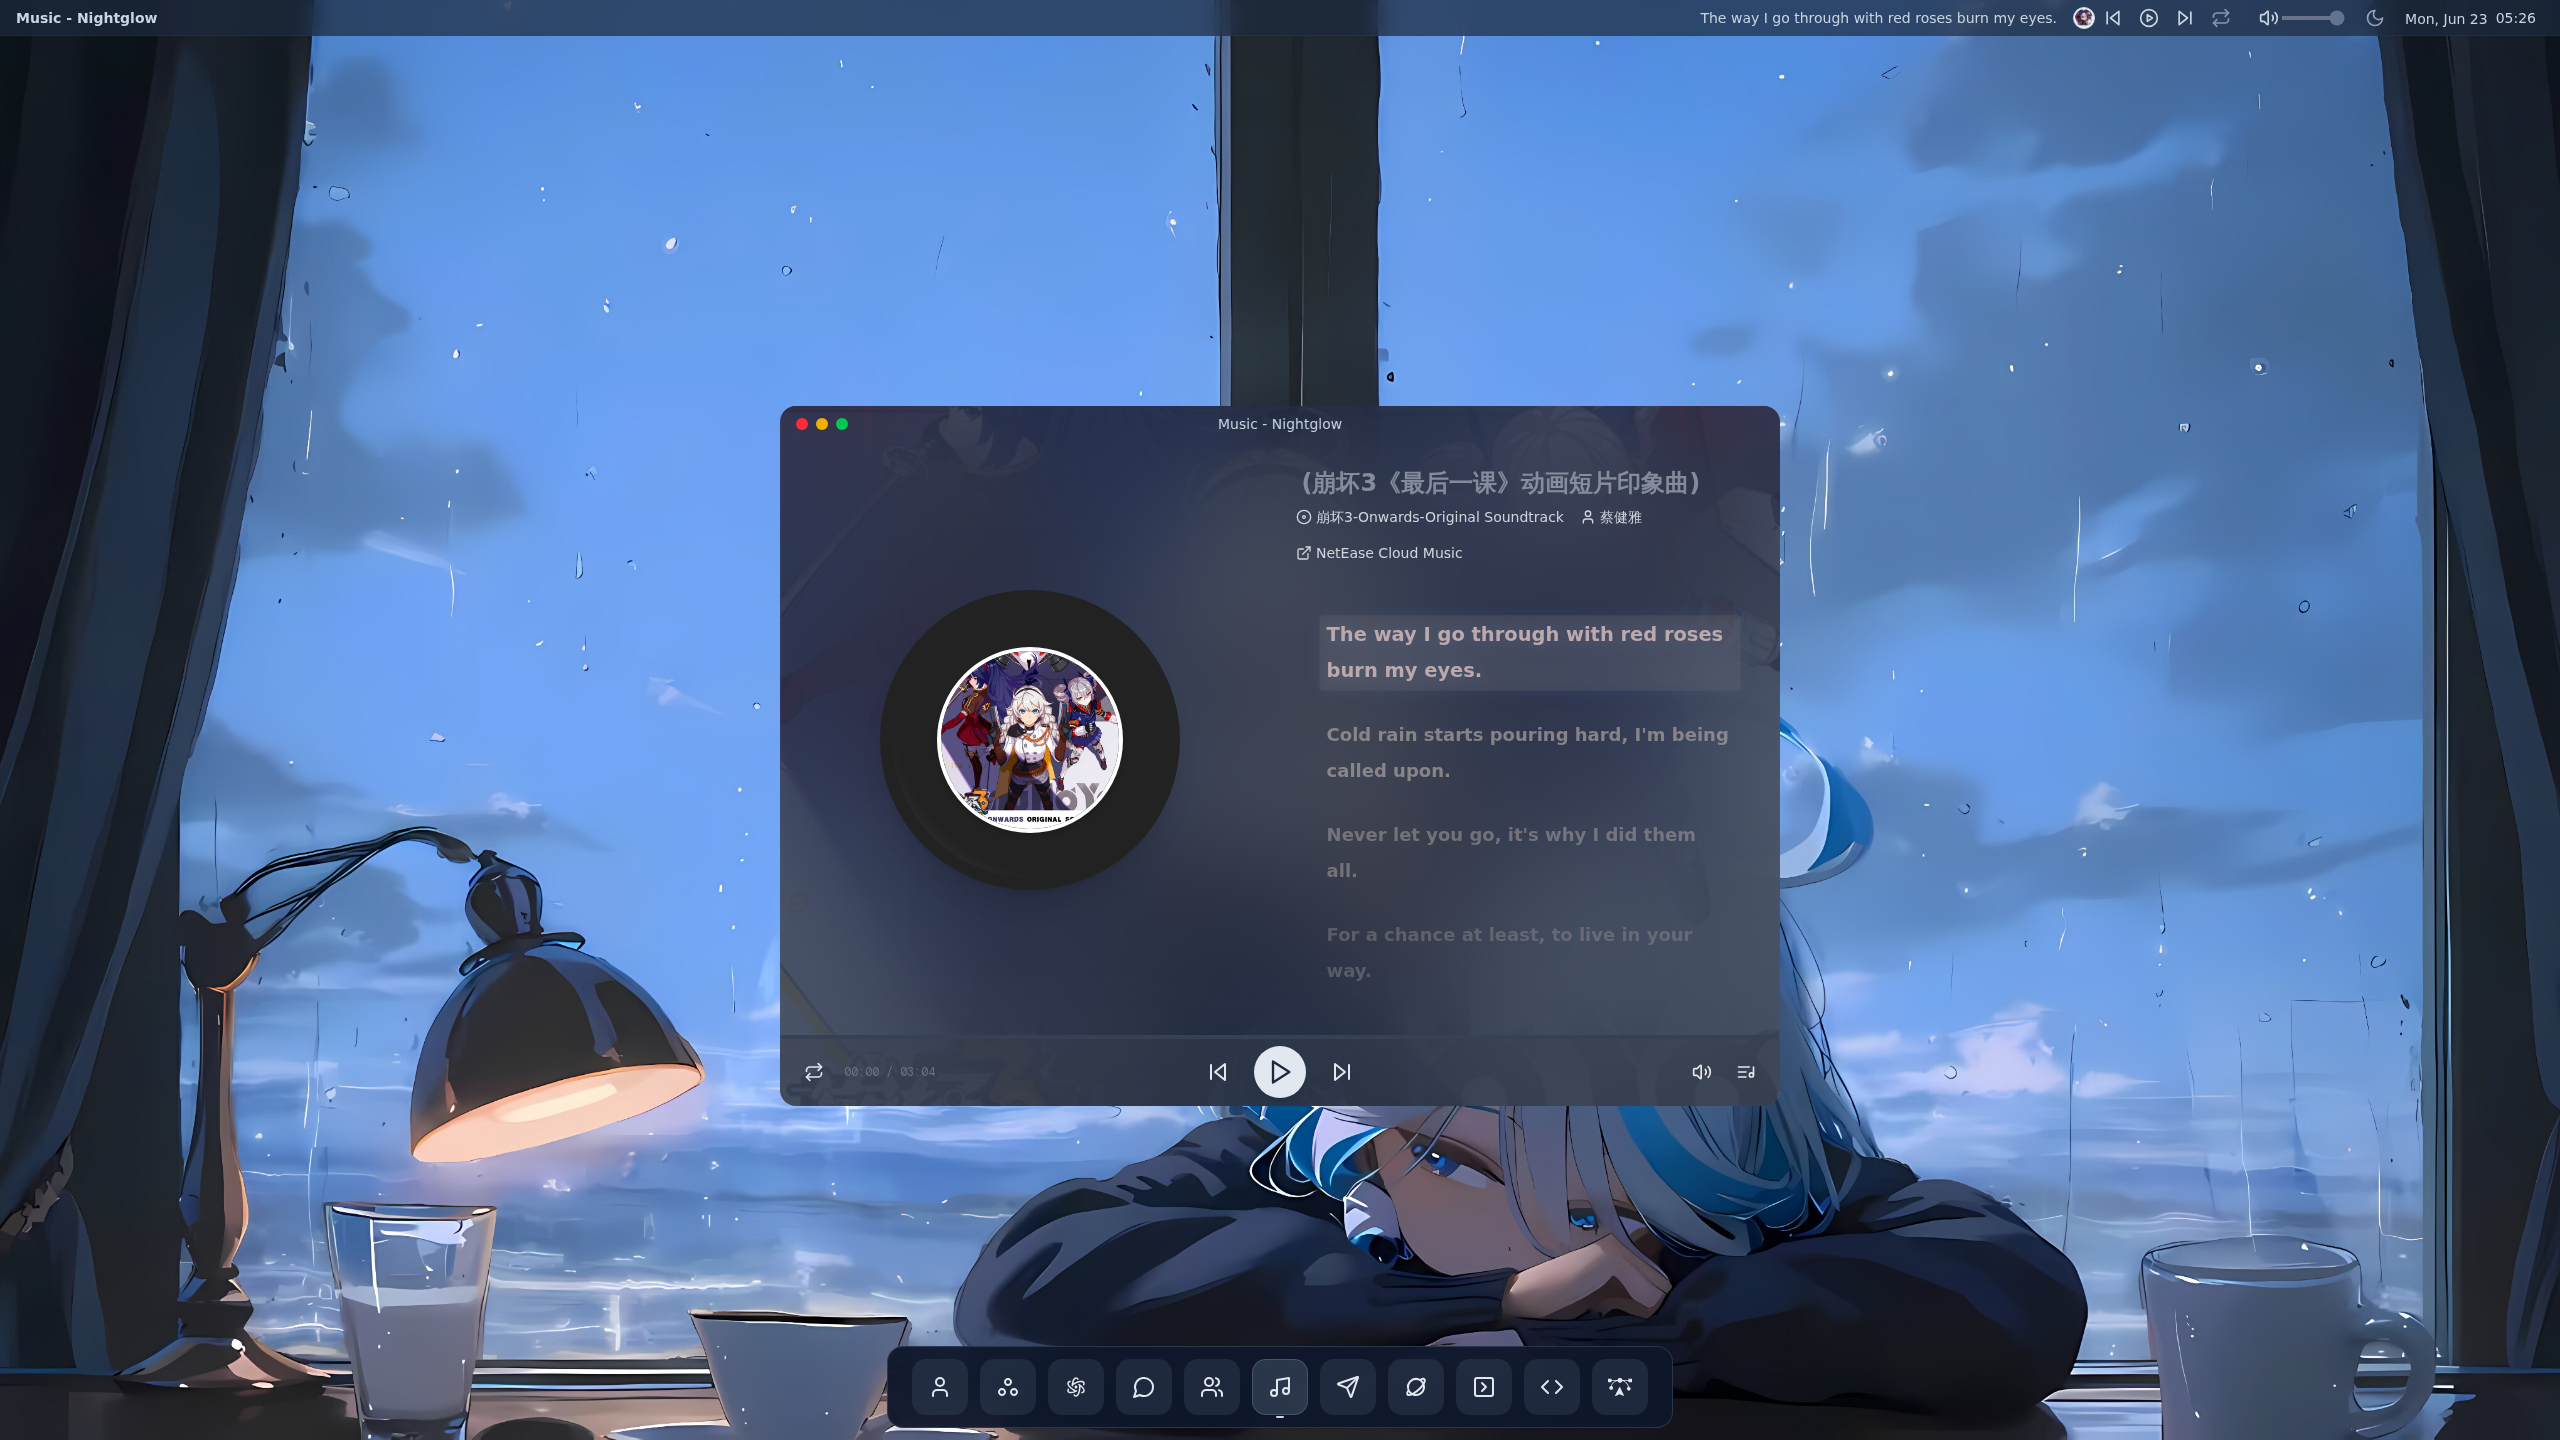 Music - Nightglow
The way I go through with red roses burn my eyes.
Mon, Jun 23 05:26
Music - Nightglow
(崩坏3《最后一课》动画短片印象曲)
崩坏3-Onwards-Original Soundtrack 蔡健雅
NetEase Cloud Music
The way I go through with red roses
burn my eyes.
Cold rain starts pouring hard, I'm being
called upon.
Never let you go, it's why I did them
all.
For a chance at least, to live in your
way.
ONWARDS ORIGINAL
00:00 / 03:04